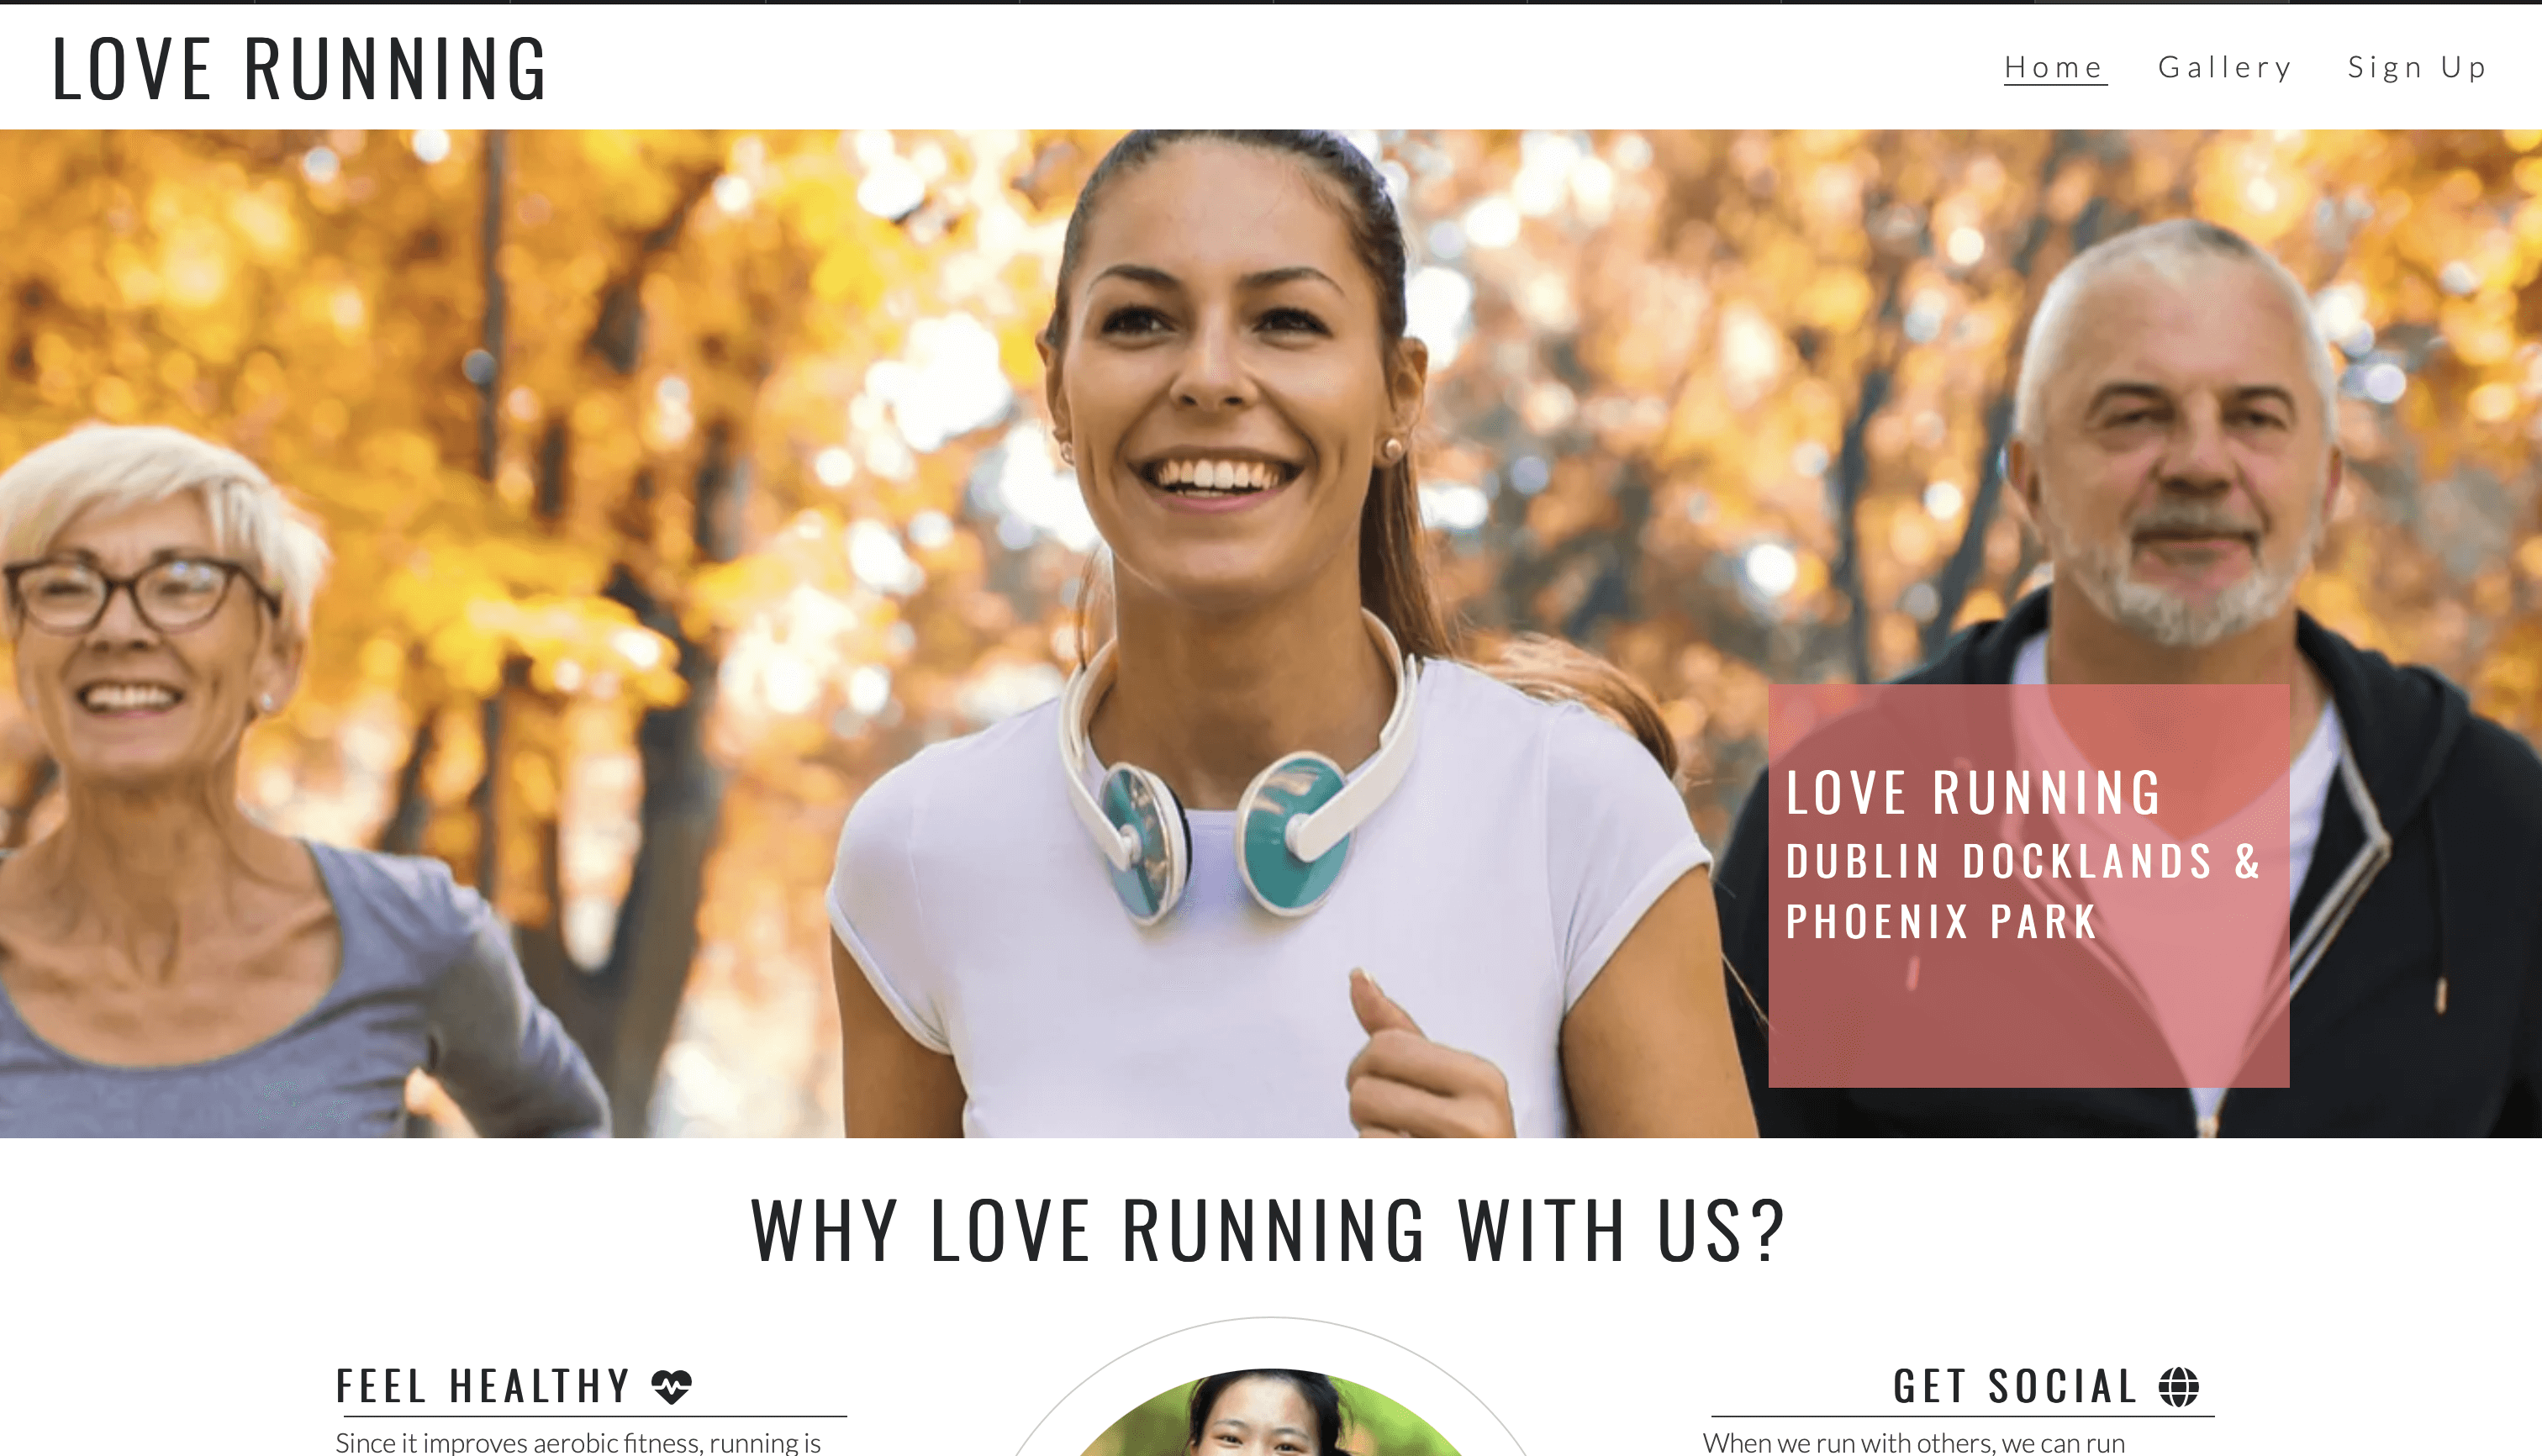 LOVE RUNNING
Home Gallery Sign Up
LOVE RUNNING
DUBLIN DOCKLANDS &
PHOENIX PARK
WHY LOVE RUNNING WITH US?
FEEL HEALTHY
Since it improves aerobic fitness, running is
GET SOCIAL
When we run with others, we can run